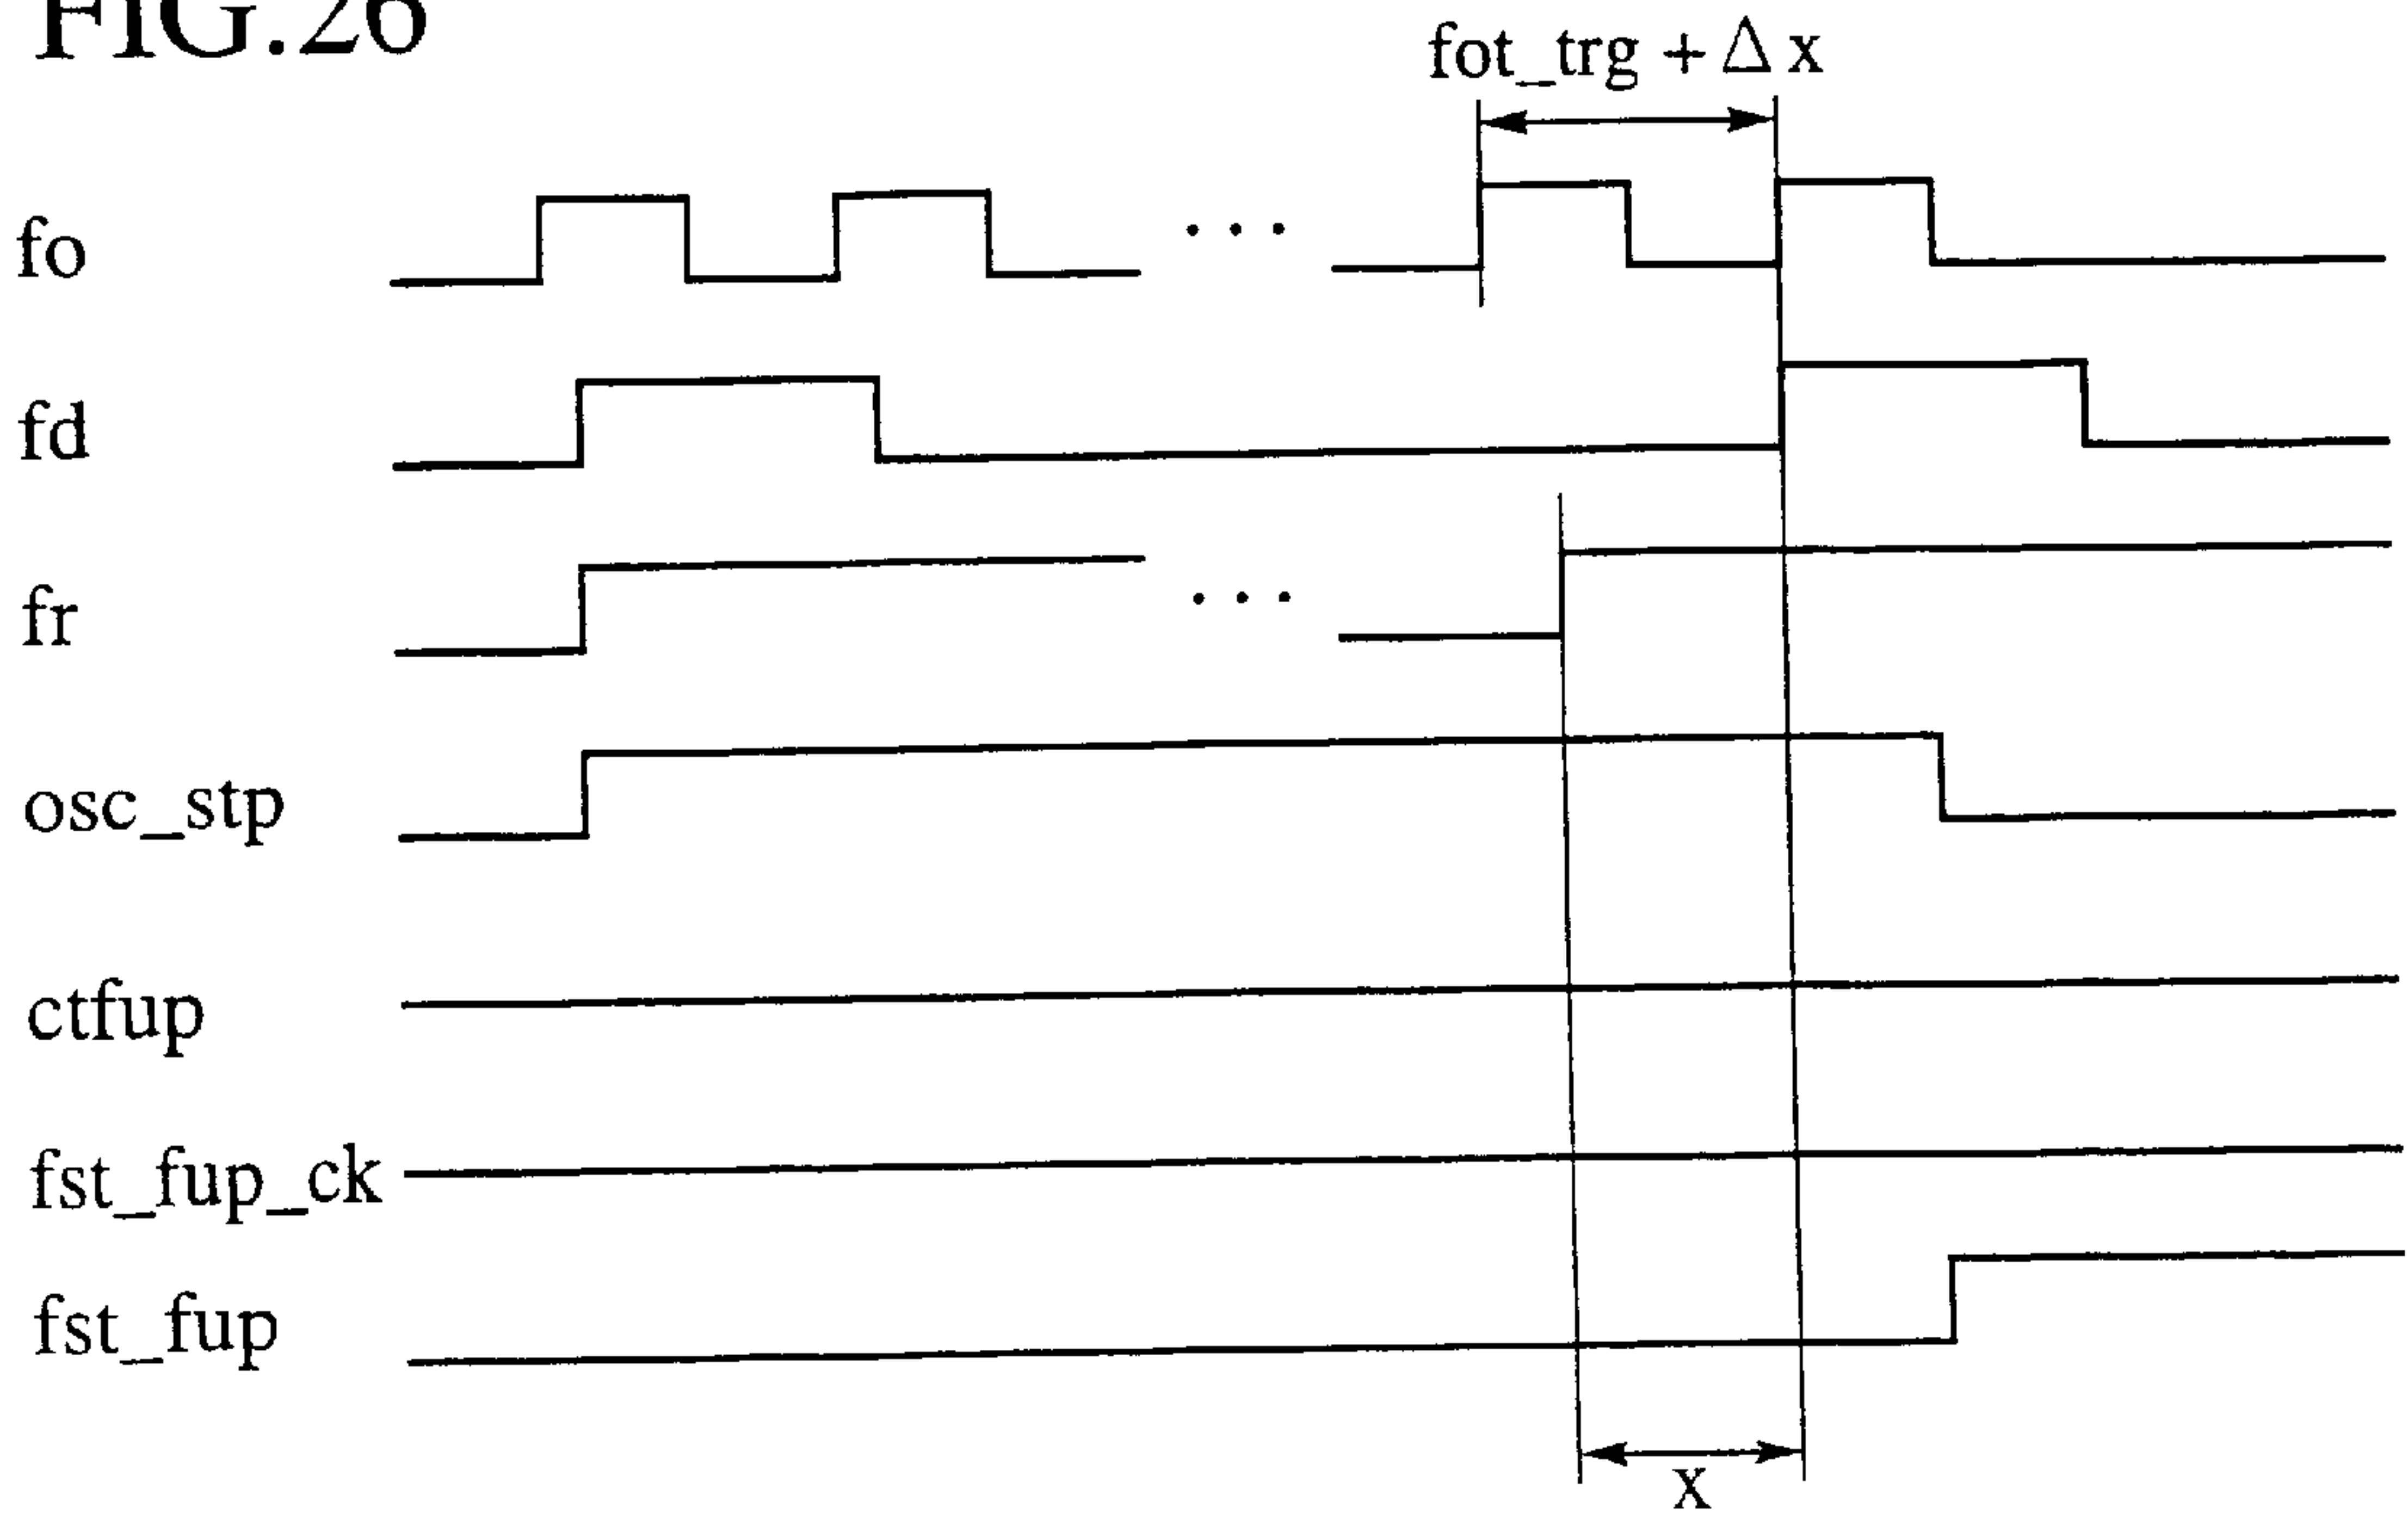 FIG.26
fot_trg + Δ x
fo
. . .
fd
fr
. . .
osc_stp
ctfup
fst_fup_ck
fst_fup
x